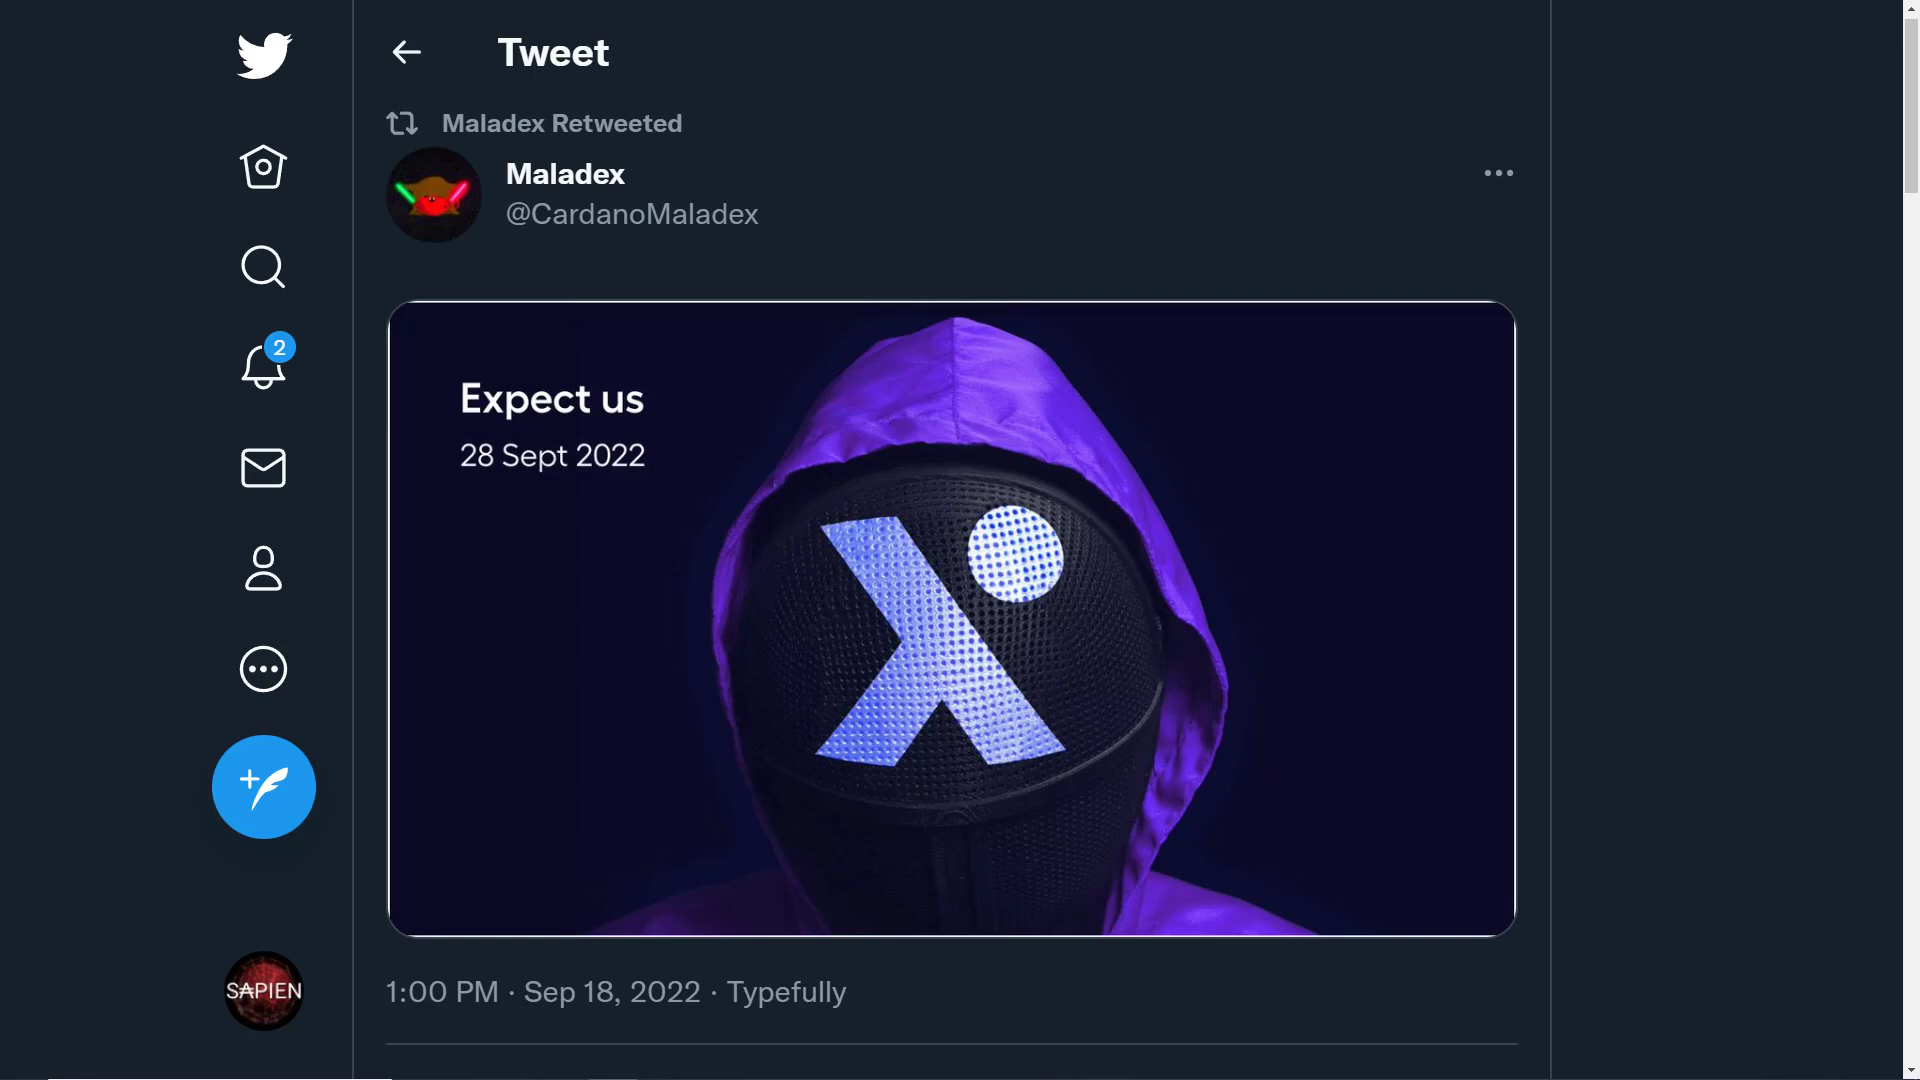 Tweet
Maladex Retweeted
Maladex
@CardanoMaladex
Expect us
28 Sept 2022
2
SAPIEN
1:00 PM · Sep 18, 2022 · Typefully